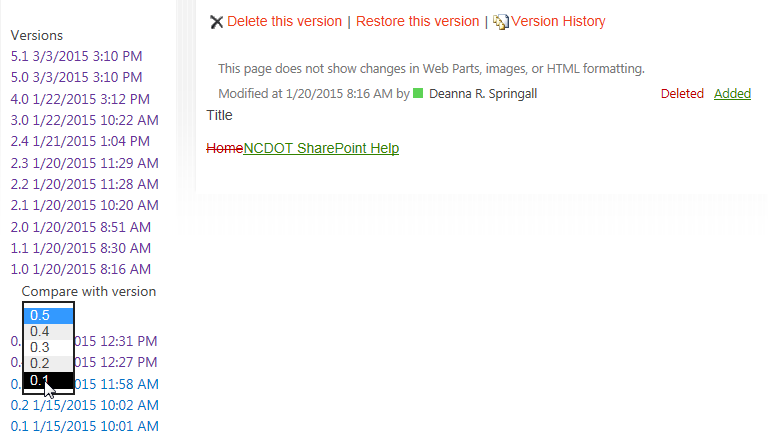 Versions
5.1 3/3/2015 3:10 PM
5.0 3/3/2015 3:10 PM
4.0 1/22/2015 3:12 PM
3.0 1/22/2015 10:22 AM
2.4 1/21/2015 1:04 PM
2.3 1/20/2015 11:29 AM
2.2 1/20/2015 11:28 AM
2.1 1/20/2015 10:20 AM
2.0 1/20/2015 8:51 AM
1.1 1/20/2015 8:30 AM
1.0 1/20/2015 8:16 AM
Compare with version
0.5
0.4
0.3
0.2
0.1
0. 015 12:31 PM
0. 015 12:27 PM
0. 015 11:58 AM
0.2 1/15/2015 10:02 AM
0.1 1/15/2015 10:01 AM
Delete this version | Restore this version | Version History
This page does not show changes in Web Parts, images, or HTML formatting.
Modified at 1/20/2015 8:16 AM by Deanna R. Springall Deleted Added
Title
HomeNCDOT SharePoint Help